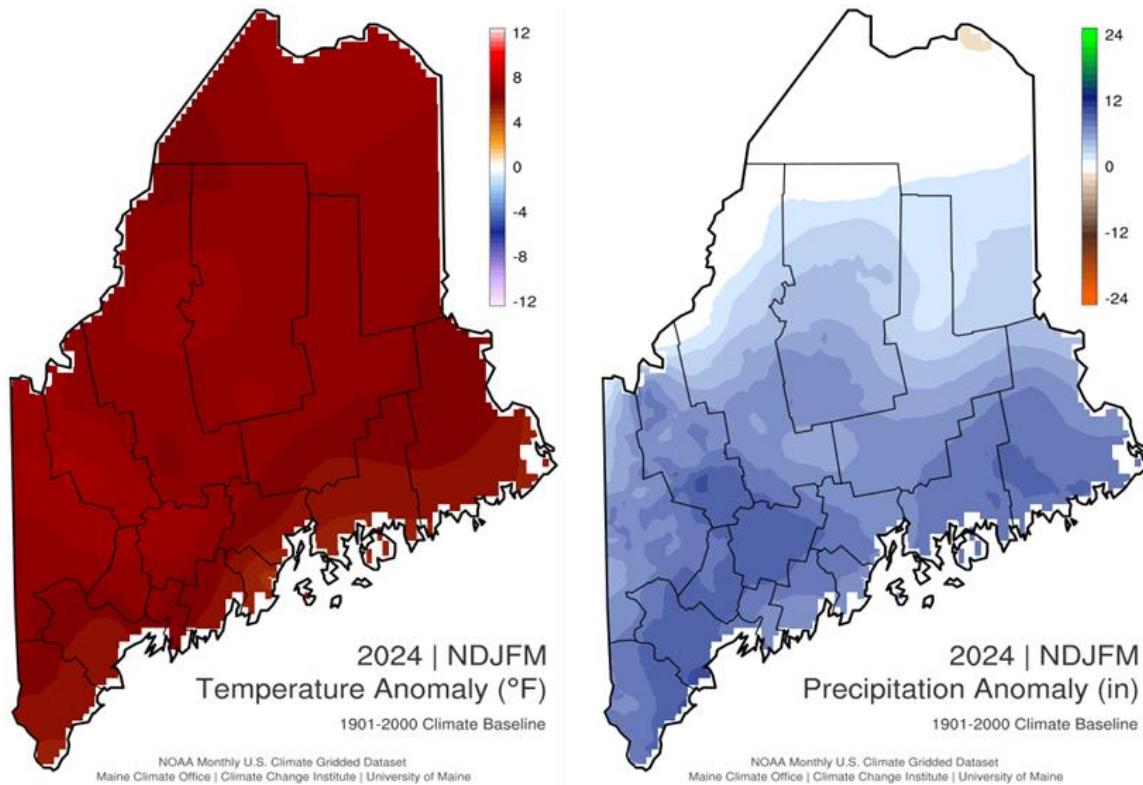 12
8
4
0
-4
-8
-12
2024 | NDJFM
Temperature Anomaly (°F)
1901-2000 Climate Baseline
NOAA Monthly U.S. Climate Gridded Dataset
Maine Climate Office | Climate Change Institute | University of Maine
24
12
0
-12
-24
2024 | NDJFM
Precipitation Anomaly (in)
1901-2000 Climate Baseline
NOAA Monthly U.S. Climate Gridded Dataset
Maine Climate Office | Climate Change Institute | University of Maine